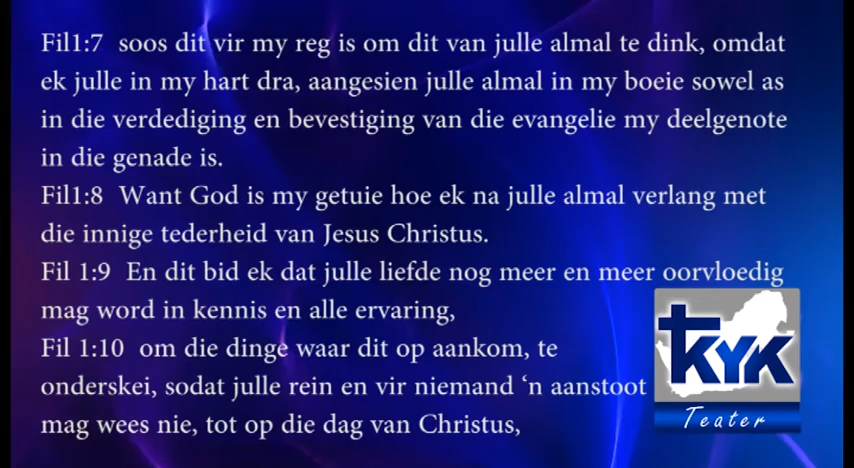 Fil1:7 soos dit vir my reg is om dit van julle almal te dink, omdat
ek julle in my hart dra, aangesien julle almal in my boeie sowel as
in die verdediging en bevestiging van die evangelie my deelgenote
in die genade is.
Fil1:8 Want God is my getuie hoe ek na julle almal verlang met
die innige tederheid van Jesus Christus.
Fil 1:9 En dit bid ek dat julle liefde nog meer en meer oorvloedig
mag word in kennis en alle ervaring,
Fil 1:10 om die dinge waar dit op aankom, te
onderskei, sodat julle rein en vir niemand ‘n aanstoot
mag wees nie, tot op die dag van Christus,
KYK
Teater